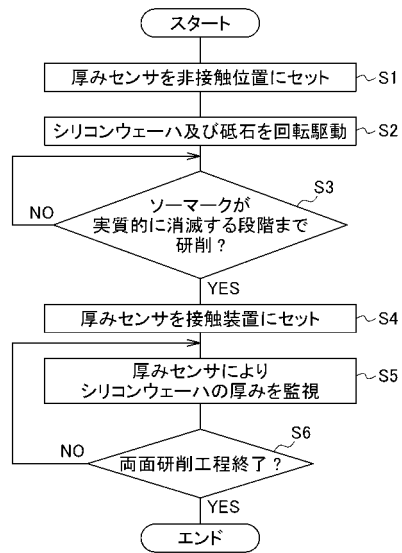 スタート
厚みセンサを非接触位置にセット
S1
シリコンウェーハ及び砥石を回転駆動
S2
S3
ソーマークが
実質的に消滅する段階まで
研削?
NO
YES
厚みセンサを接触装置にセット
S4
厚みセンサにより
シリコンウェーハの厚みを監視
S5
S6
両面研削工程終了?
NO
YES
エンド